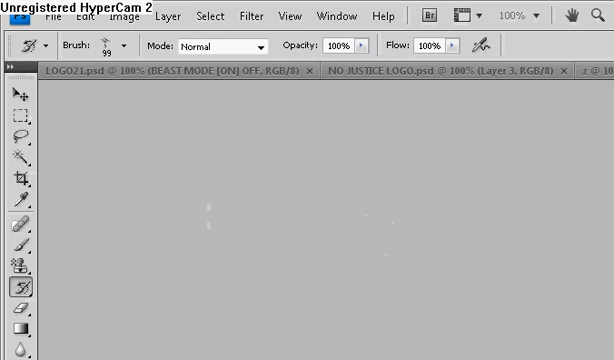 Unregistered HyperCam 2
Ps File Edit Image Layer Select Filter View Window Help Br 100%
Brush: 99 Mode: Normal Opacity: 100% Flow: 100%
LOGO21.psd @ 100% (BEAST MODE [ON] OFF, RGB/8) × NO JUSTICE LOGO.psd @ 100% (Layer 3, RGB/8) × z @ 10